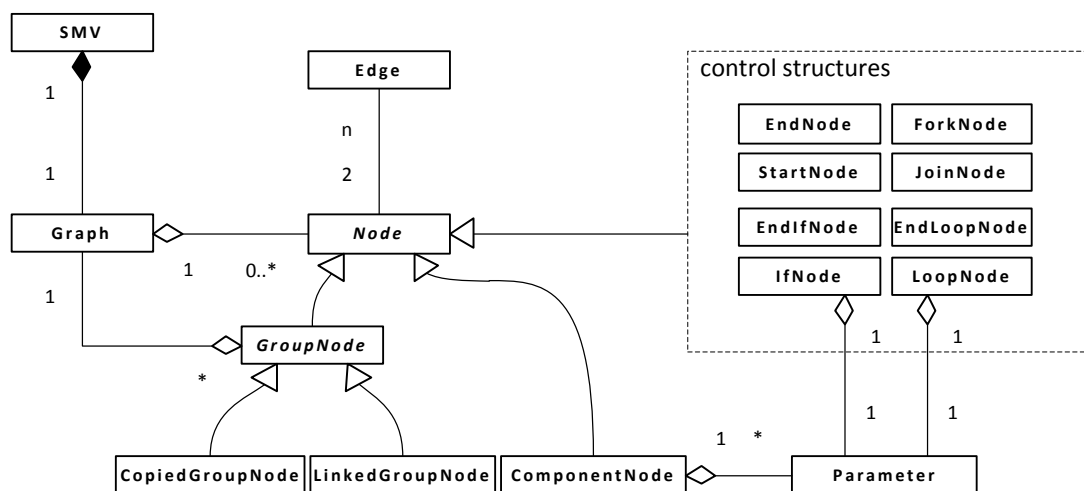 SMV
Edge
control structures
EndNode ForkNode
StartNode JoinNode
EndIfNode EndLoopNode
IfNode LoopNode
1
n
1
2
Graph
Node
1 0..*
1
GroupNode
*
1 1
1 1
1 *
CopiedGroupNode LinkedGroupNode ComponentNode Parameter